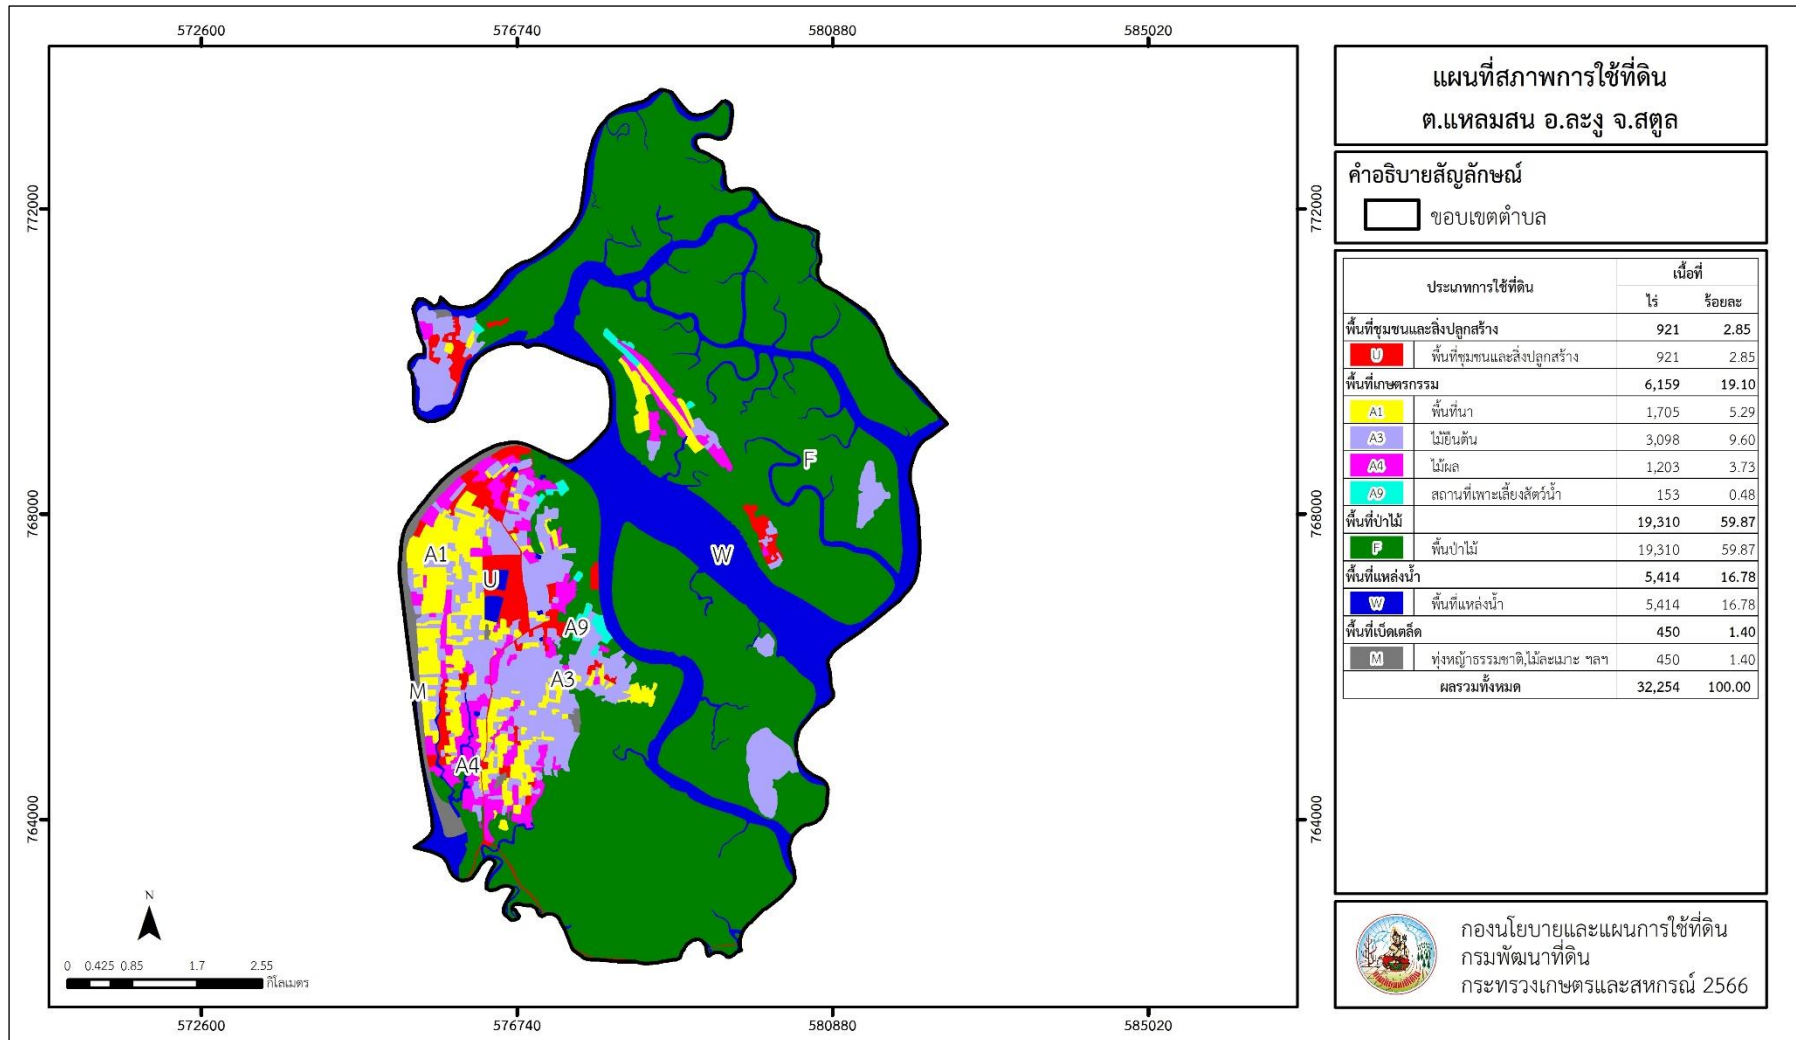 572600 576740 580880 585020
772000 772000
768000 768000
764000 764000
F
W
A1
U
A9
A3
M
A4
N
0 0.425 0.85 1.7 2.55
กิโลเมตร
572600 576740 580880 585020
แผนที่สภาพการใช้ที่ดิน
ต.แหลมสน อ.ละงู จ.สตูล
คำอธิบายสัญลักษณ์
ขอบเขตตำบล
ประเภทการใช้ที่ดิน เนื้อที่
ไร่ ร้อยละ
พื้นที่ชุมชนและสิ่งปลูกสร้าง 921 2.85
U พื้นที่ชุมชนและสิ่งปลูกสร้าง 921 2.85
พื้นที่เกษตรกรรม 6,159 19.10
A1 พื้นที่นา 1,705 5.29
A3 ไม้ยืนต้น 3,098 9.60
A4 ไม้ผล 1,203 3.73
A9 สถานที่เพาะเลี้ยงสัตว์น้ำ 153 0.48
พื้นที่ป่าไม้ 19,310 59.87
F พื้นป่าไม้ 19,310 59.87
พื้นที่แหล่งน้ำ 5,414 16.78
W พื้นที่แหล่งน้ำ 5,414 16.78
พื้นที่เบ็ดเตล็ด 450 1.40
M ทุ่งหญ้าธรรมชาติ,ไม้ละเมาะ ฯลฯ 450 1.40
ผลรวมทั้งหมด 32,254 100.00
กองนโยบายและแผนการใช้ที่ดิน
กรมพัฒนาที่ดิน
กระทรวงเกษตรและสหกรณ์ 2566